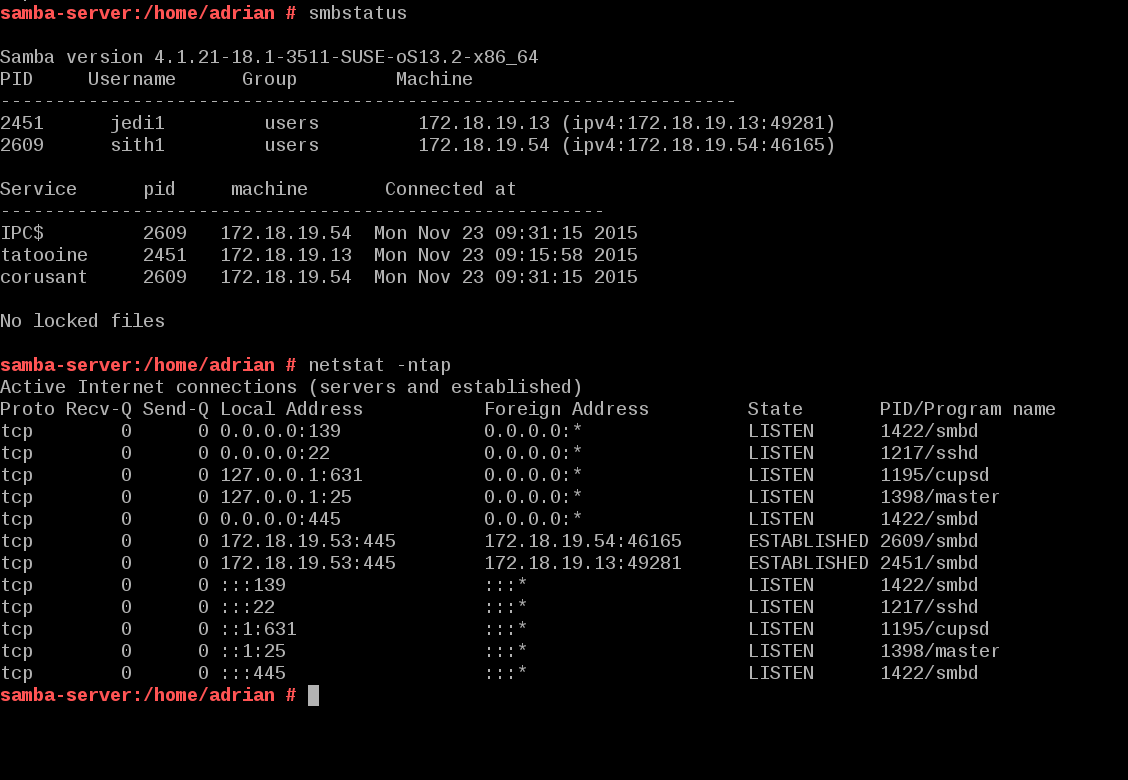 samba-server:/home/adrian # smbstatus

Samba version 4.1.21-18.1-3511-SUSE-oS13.2-x86_64
PID     Username      Group         Machine
-------------------------------------------------------------------
2451      jedi1         users         172.18.19.13 (ipv4:172.18.19.13:49281)
2609      sith1         users         172.18.19.54 (ipv4:172.18.19.54:46165)

Service      pid     machine       Connected at
-------------------------------------------------------
IPC$         2609   172.18.19.54  Mon Nov 23 09:31:15 2015
tatooine     2451   172.18.19.13  Mon Nov 23 09:15:58 2015
corusant     2609   172.18.19.54  Mon Nov 23 09:31:15 2015

No locked files

samba-server:/home/adrian # netstat -ntap
Active Internet connections (servers and established)
Proto Recv-Q Send-Q Local Address           Foreign Address         State       PID/Program name
tcp        0      0 0.0.0.0:139             0.0.0.0:*               LISTEN      1422/smbd
tcp        0      0 0.0.0.0:22              0.0.0.0:*               LISTEN      1217/sshd
tcp        0      0 127.0.0.1:631           0.0.0.0:*               LISTEN      1195/cupsd
tcp        0      0 127.0.0.1:25            0.0.0.0:*               LISTEN      1398/master
tcp        0      0 0.0.0.0:445             0.0.0.0:*               LISTEN      1422/smbd
tcp        0      0 172.18.19.53:445        172.18.19.54:46165      ESTABLISHED 2609/smbd
tcp        0      0 172.18.19.53:445        172.18.19.13:49281      ESTABLISHED 2451/smbd
tcp        0      0 :::139                  :::*                    LISTEN      1422/smbd
tcp        0      0 :::22                   :::*                    LISTEN      1217/sshd
tcp        0      0 ::1:631                 :::*                    LISTEN      1195/cupsd
tcp        0      0 ::1:25                  :::*                    LISTEN      1398/master
tcp        0      0 :::445                  :::*                    LISTEN      1422/smbd
samba-server:/home/adrian #